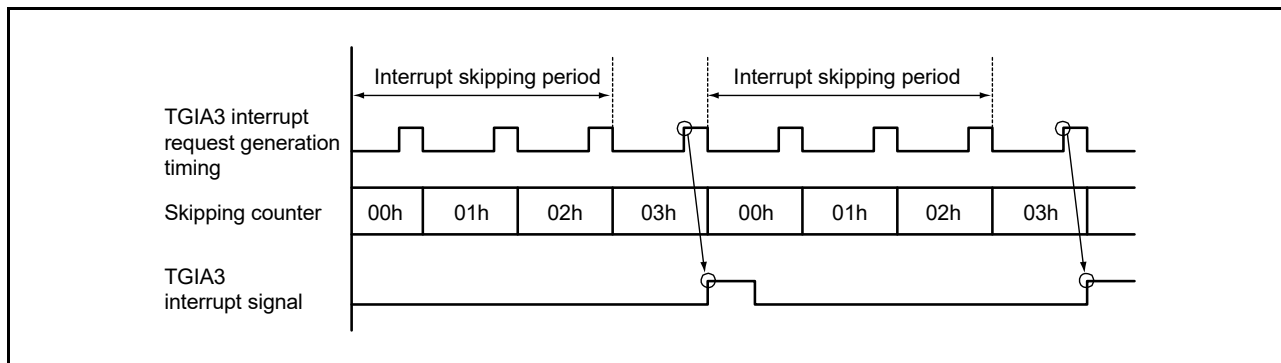 Interrupt skipping period Interrupt skipping period
TGIA3 interrupt
request generation
timing
Skipping counter 00h 01h 02h 03h 00h 01h 02h 03h
TGIA3
interrupt signal